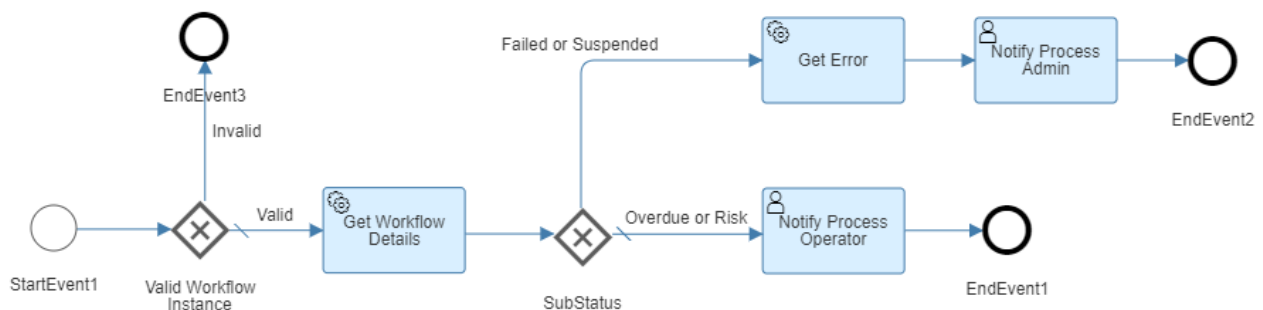 Failed or Suspended
Get Error
Notify Process
Admin
EndEvent3
EndEvent2
Invalid
Valid
Get Workflow
Details
Overdue or Risk
Notify Process
Operator
StartEvent1
Valid Workflow
Instance
SubStatus
EndEvent1